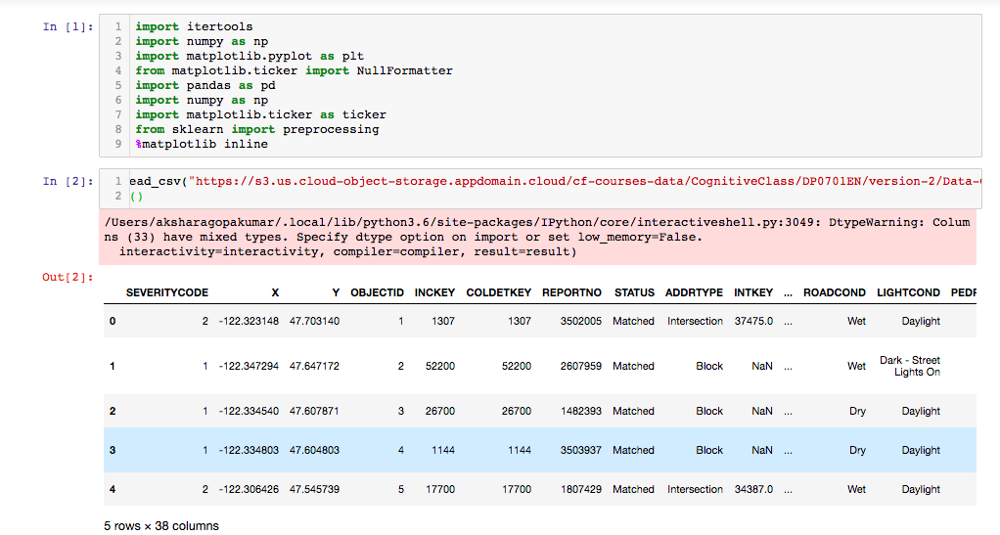 In [1]:
1 import itertools
2 import numpy as np
3 import matplotlib.pyplot as plt
4 from matplotlib.ticker import NullFormatter
5 import pandas as pd
6 import numpy as np
7 import matplotlib.ticker as ticker
8 from sklearn import preprocessing
9 %matplotlib inline
In [2]:
1 ead_csv("https://s3.us.cloud-object-storage.appdomain.cloud/cf-courses-data/CognitiveClass/DP0701EN/version-2/Data-
2 ()
/Users/aksharagopakumar/.local/lib/python3.6/site-packages/IPython/core/interactiveshell.py:3049: DtypeWarning: Colum
ns (33) have mixed types. Specify dtype option on import or set low_memory=False.
interactivity=interactivity, compiler=compiler, result=result)
Out[2]:
SEVERITYCODE X Y OBJECTID INCKEY COLDETKEY REPORTNO STATUS ADDRTYPE INTKEY ... ROADCOND LIGHTCOND PEDR
0 2 -122.323148 47.703140 1 1307 1307 3502005 Matched Intersection 37475.0 ... Wet Daylight
1 1 -122.347294 47.647172 2 52200 52200 2607959 Matched Block NaN ... Wet Dark - Street
Lights On
2 1 -122.334540 47.607871 3 26700 26700 1482393 Matched Block NaN ... Dry Daylight
3 1 -122.334803 47.604803 4 1144 1144 3503937 Matched Block NaN ... Dry Daylight
4 2 -122.306426 47.545739 5 17700 17700 1807429 Matched Intersection 34387.0 ... Wet Daylight
5 rows × 38 columns